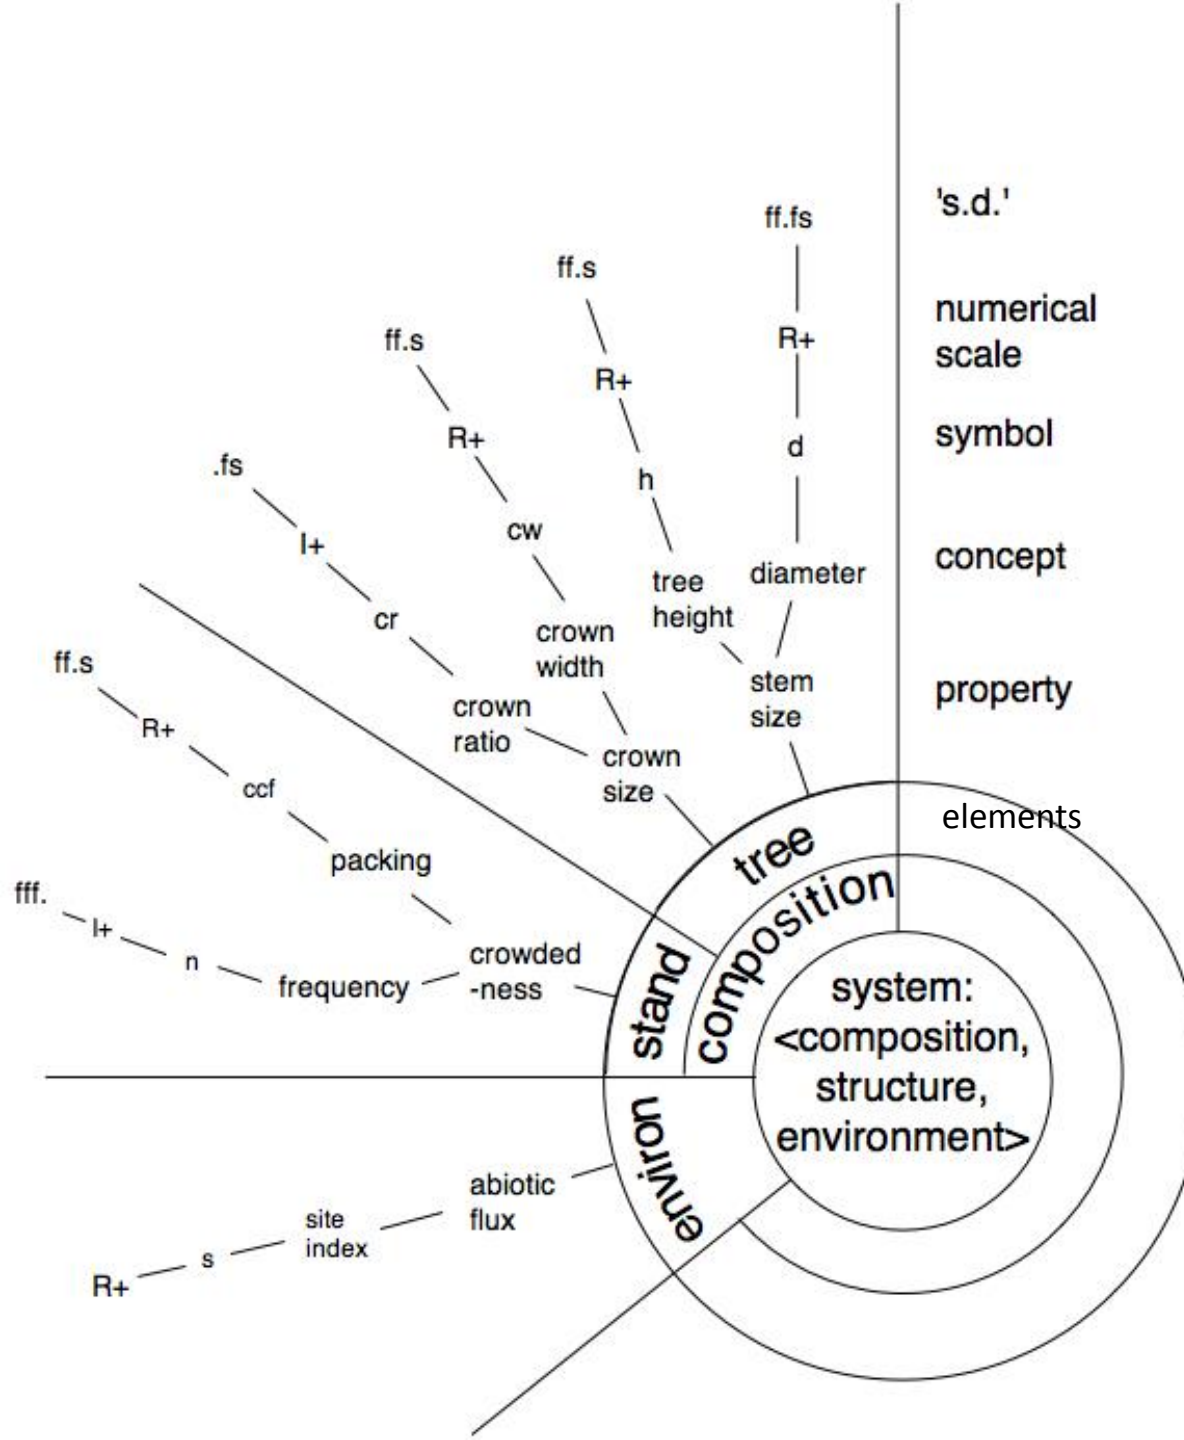 's.d.'
numerical
scale
symbol
concept
property
elements
ff.fs
R+
d
diameter
stem
size
ff.s
R+
h
tree
height
ff.s
R+
cw
crown
width
crown
size
.fs
I+
cr
crown
ratio
tree
composition
ff.s
R+
ccf
packing
crowded
-ness
fff.
I+
n
frequency
stand
system:
<composition,
structure,
environment>
environ
abiotic
flux
site
index
s
R+